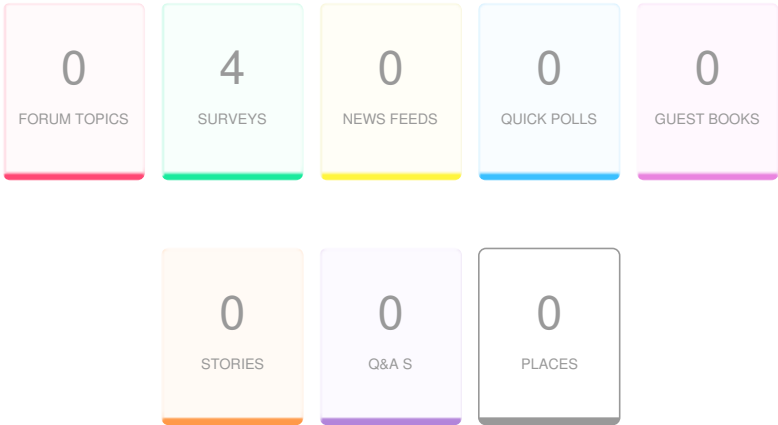 0 4 0 0 0
FORUM TOPICS SURVEYS NEWS FEEDS QUICK POLLS GUEST BOOKS
0 0 0
STORIES Q&A S PLACES